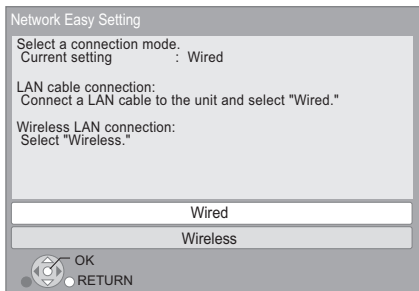 Network Easy Setting
Select a connection mode.
Current setting : Wired
LAN cable connection:
Connect a LAN cable to the unit and select "Wired."
Wireless LAN connection:
Select "Wireless."
Wired
Wireless
OK
RETURN